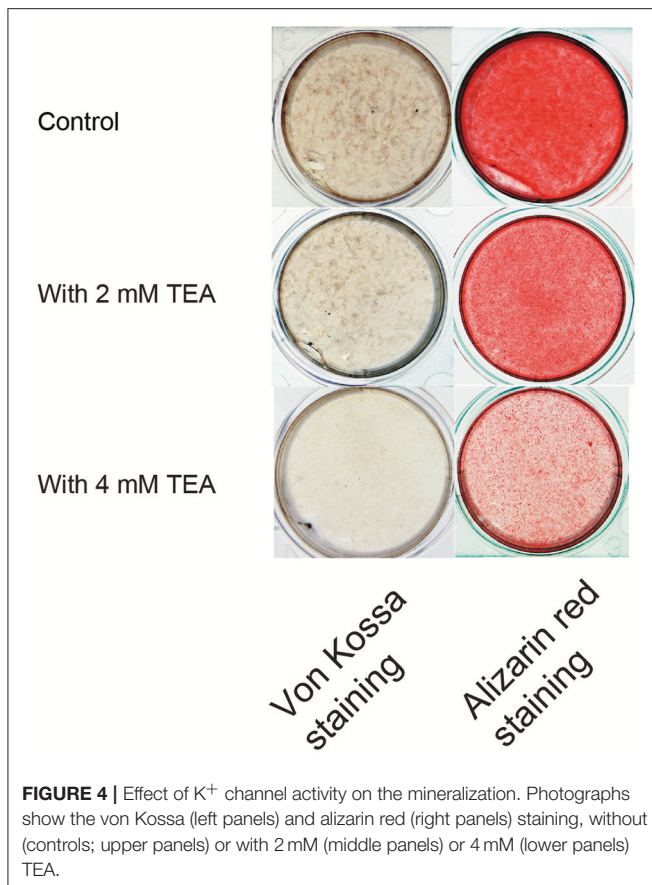 Control
With 2 mM TEA
With 4 mM TEA
Von Kossa
staining
Alizarin red
staining
FIGURE 4 | Effect of K+ channel activity on the mineralization. Photographs
show the von Kossa (left panels) and alizarin red (right panels) staining, without
(controls; upper panels) or with 2 mM (middle panels) or 4 mM (lower panels)
TEA.